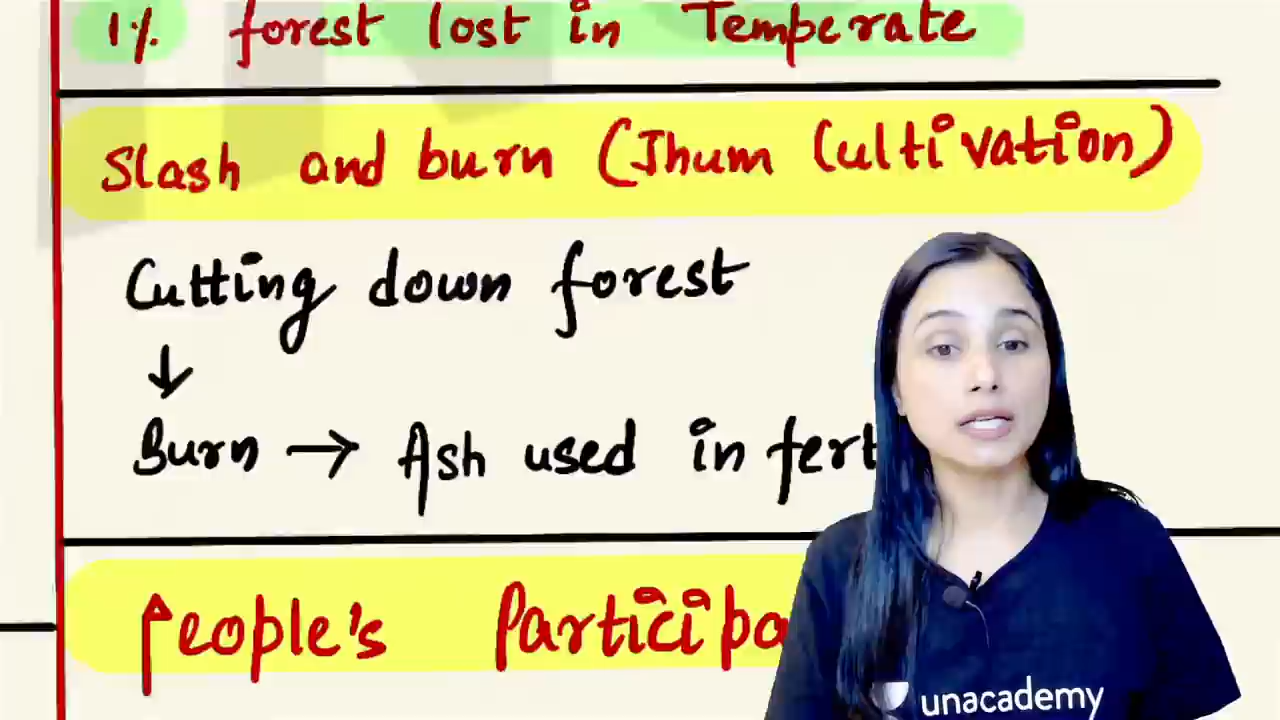 1% forest lost in Temperate
Slash and burn (Jhum Cultivation)
Cutting down forest
↓
Burn → Ash used in fert
People's Participa
unacademy